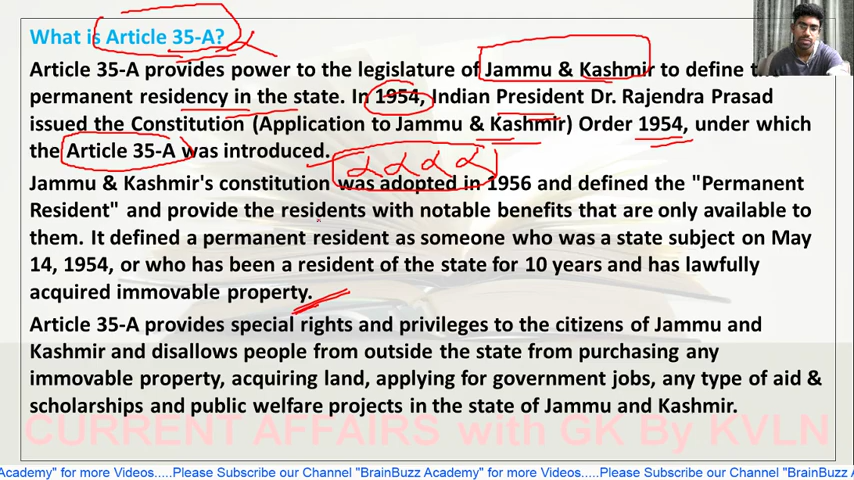 What is Article 35-A?
Article 35-A provides power to the legislature of Jammu & Kashmir to define
permanent residency in the state. In 1954, Indian President Dr. Rajendra Prasad
issued the Constitution (Application to Jammu & Kashmir) Order 1954, under which
the Article 35-A was introduced.
Jammu & Kashmir's constitution was adopted in 1956 and defined the "Permanent
Resident" and provide the residents with notable benefits that are only available to
them. It defined a permanent resident as someone who was a state subject on May
14, 1954, or who has been a resident of the state for 10 years and has lawfully
acquired immovable property.
Article 35-A provides special rights and privileges to the citizens of Jammu and
Kashmir and disallows people from outside the state from purchasing any
immovable property, acquiring land, applying for government jobs, any type of aid &
scholarships and public welfare projects in the state of Jammu and Kashmir.
CURRENT AFFAIRS with GK By KVLN
Academy" for more Videos.....Please Subscribe our Channel "BrainBuzz Academy" for more Videos.....Please Subscribe our Channel "BrainBuzz